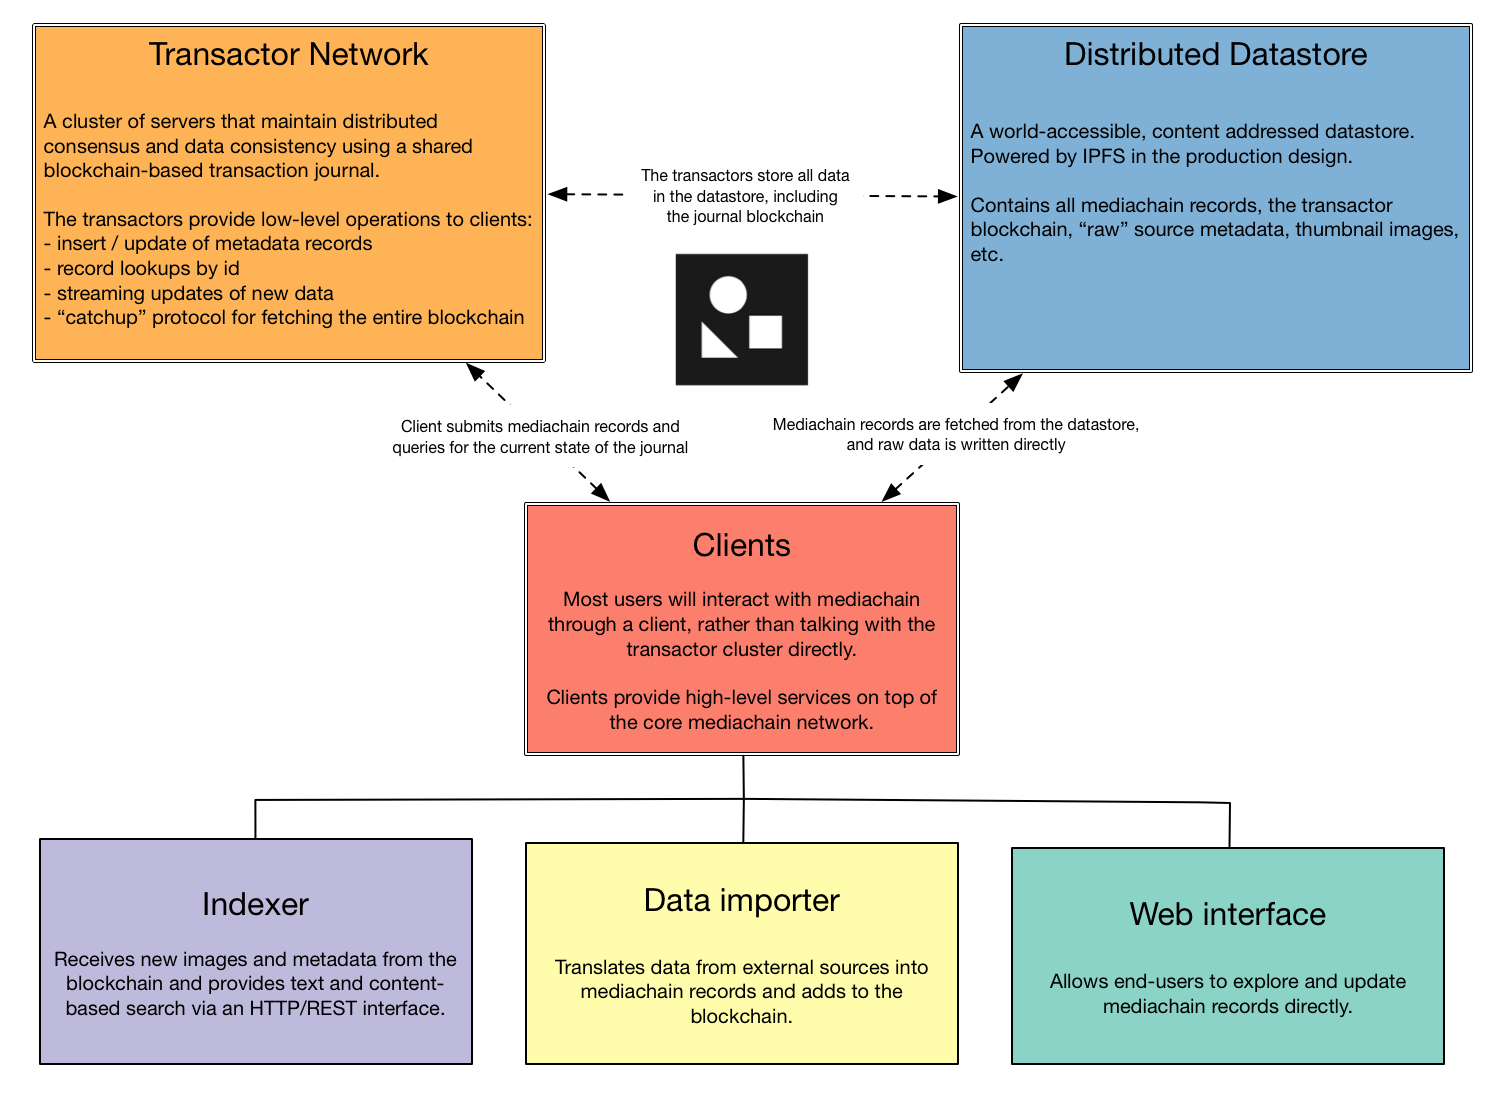 Transactor Network
A cluster of servers that maintain distributed
consensus and data consistency using a shared
blockchain-based transaction journal.
The transactors provide low-level operations to clients:
- insert / update of metadata records
- record lookups by id
- streaming updates of new data
- “catchup” protocol for fetching the entire blockchain
The transactors store all data
in the datastore, including
the journal blockchain
Distributed Datastore
A world-accessible, content addressed datastore.
Powered by IPFS in the production design.
Contains all mediachain records, the transactor
blockchain, “raw” source metadata, thumbnail images,
etc.
Client submits mediachain records and
queries for the current state of the journal
Mediachain records are fetched from the datastore,
and raw data is written directly
Clients
Most users will interact with mediachain
through a client, rather than talking with the
transactor cluster directly.
Clients provide high-level services on top of
the core mediachain network.
Indexer
Receives new images and metadata from the
blockchain and provides text and content-
based search via an HTTP/REST interface.
Data importer
Translates data from external sources into
mediachain records and adds to the
blockchain.
Web interface
Allows end-users to explore and update
mediachain records directly.